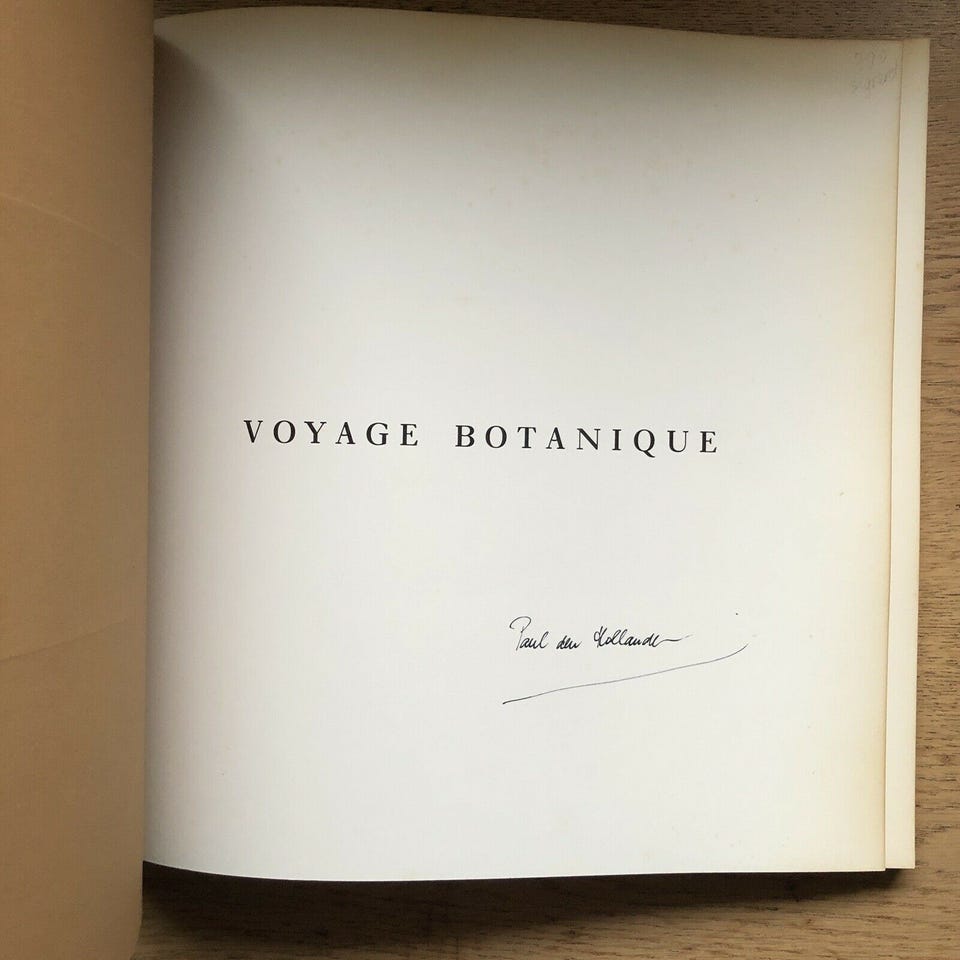 VOYAGE BOTANIQUE
Paul den Hollander